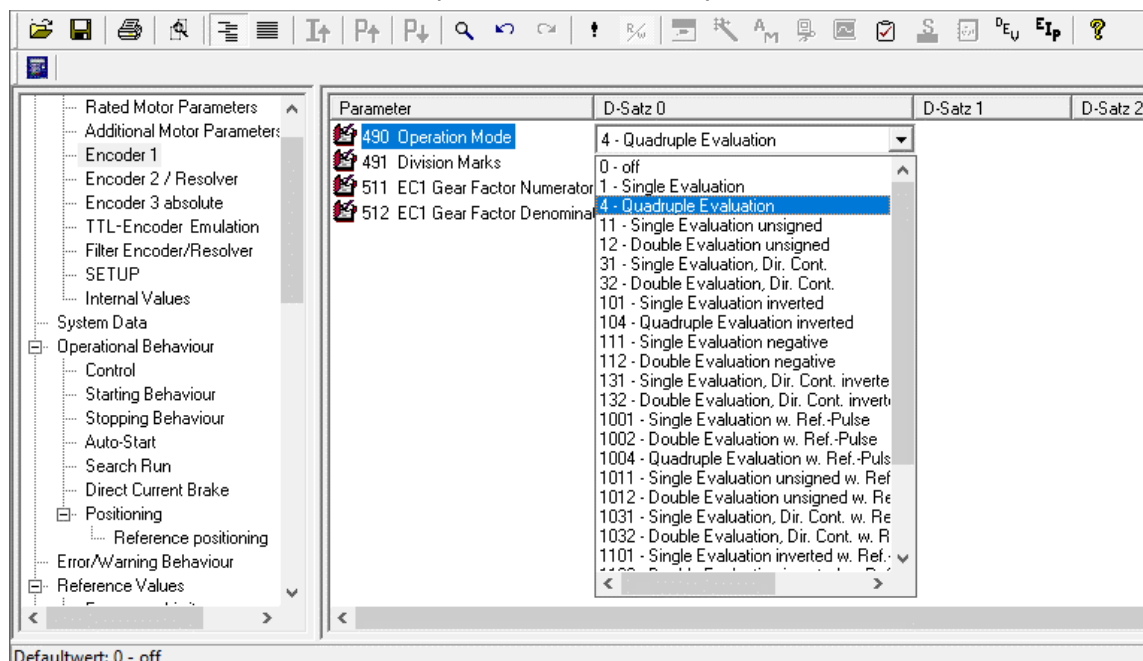 R/ω
AM
S
DEV
EIP
I
P
P
Rated Motor Parameters
Additional Motor Parameters
Encoder 1
Encoder 2 / Resolver
Encoder 3 absolute
TTL-Encoder Emulation
Filter Encoder/Resolver
SETUP
Internal Values
System Data
Operational Behaviour
Control
Starting Behaviour
Stopping Behaviour
Auto-Start
Search Run
Direct Current Brake
Positioning
Reference positioning
Error/Warning Behaviour
Reference Values
Parameter D-Satz 0 D-Satz 1 D-Satz 2
490 Operation Mode 4 - Quadruple Evaluation
491 Division Marks
511 EC1 Gear Factor Numerator
512 EC1 Gear Factor Denominat
0 - off
1 - Single Evaluation
4 - Quadruple Evaluation
11 - Single Evaluation unsigned
12 - Double Evaluation unsigned
31 - Single Evaluation, Dir. Cont.
32 - Double Evaluation, Dir. Cont.
101 - Single Evaluation inverted
104 - Quadruple Evaluation inverted
111 - Single Evaluation negative
112 - Double Evaluation negative
131 - Single Evaluation, Dir. Cont. inverte
132 - Double Evaluation, Dir. Cont. inverte
1001 - Single Evaluation w. Ref.-Pulse
1002 - Double Evaluation w. Ref.-Pulse
1004 - Quadruple Evaluation w. Ref.-Puls
1011 - Single Evaluation unsigned w. Ref
1012 - Double Evaluation unsigned w. Re
1031 - Single Evaluation, Dir. Cont. w. Re
1032 - Double Evaluation, Dir. Cont. w. R
1101 - Single Evaluation inverted w. Ref.-
Defaultwert: 0 - off